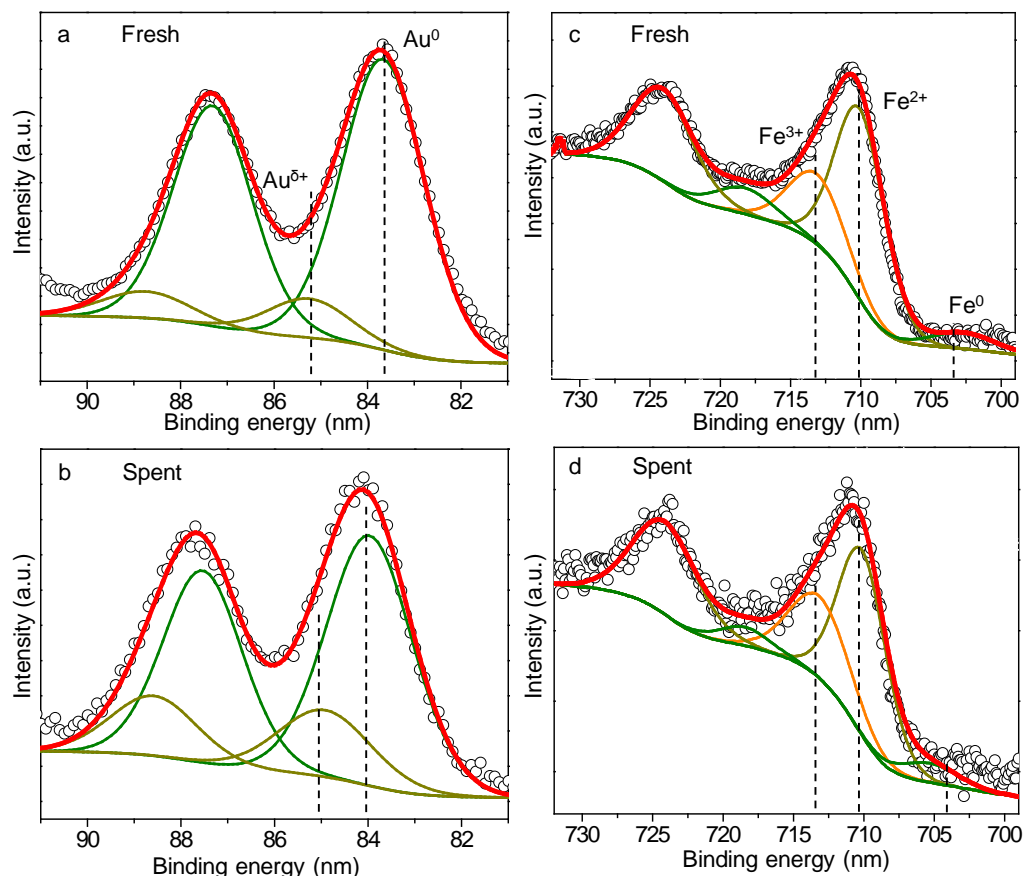 a Fresh
Au⁰
Auᵟ⁺
Intensity (a.u.)
90 88 86 84 82
Binding energy (nm)
c Fresh
Fe²⁺
Fe³⁺
Fe⁰
Intensity (a.u.)
730 725 720 715 710 705 700
Binding energy (nm)
b Spent
Intensity (a.u.)
90 88 86 84 82
Binding energy (nm)
d Spent
Intensity (a.u.)
730 725 720 715 710 705 700
Binding energy (nm)